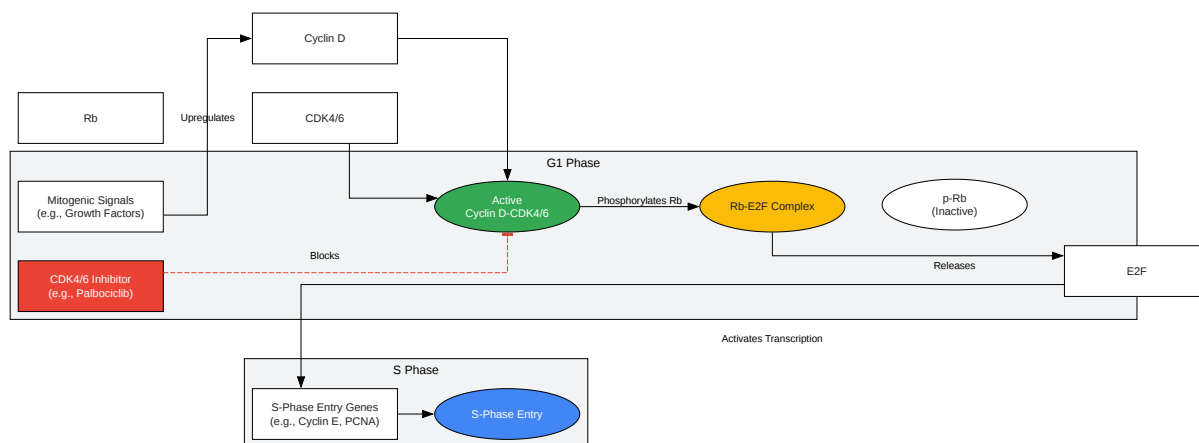 Cyclin D
Rb
Upregulates
CDK4/6
G1 Phase
Mitogenic Signals
(e.g., Growth Factors)
Active
Cyclin D-CDK4/6
Phosphorylates Rb
Rb-E2F Complex
p-Rb
(Inactive)
CDK4/6 Inhibitor
(e.g., Palbociclib)
Blocks
Releases
E2F
Activates Transcription
S Phase
S-Phase Entry Genes
(e.g., Cyclin E, PCNA)
S-Phase Entry